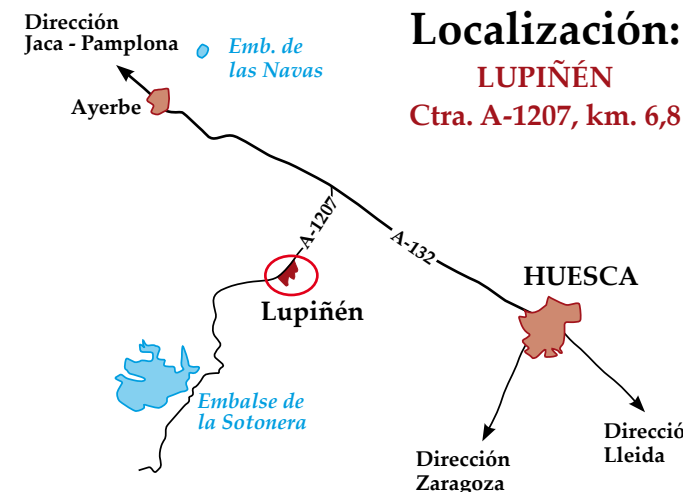 Localización:
LUPIÑÉN
Ctra. A-1207, km. 6,8
Dirección
Jaca - Pamplona
Emb. de
las Navas
Ayerbe
A-1207
A-132
HUESCA
Lupiñén
Embalse de
la Sotonera
Dirección
Zaragoza
Direcció
Lleida